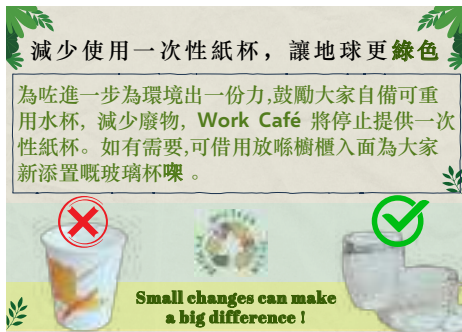 減少使用一次性紙杯，讓地球更綠色
為咗進一步為環境出一份力,鼓勵大家自備可重
用水杯, 減少廢物, Work Café 將停止提供一次
性紙杯。如有需要,可借用放喺櫥櫃入面為大家
新添置嘅玻璃杯㗎 。
Small changes can make
a big difference !